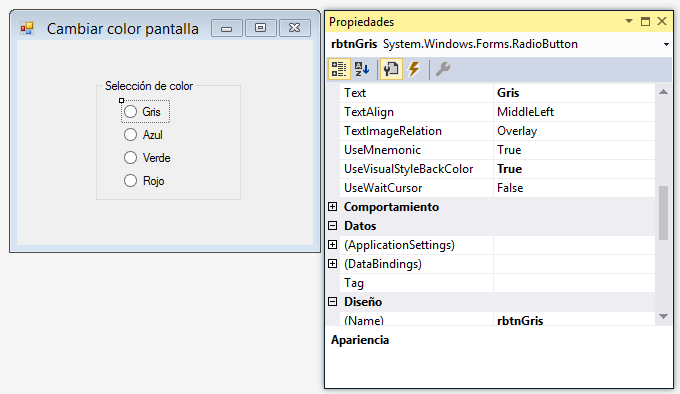 Cambiar color pantalla
Selección de color
Gris
Azul
Verde
Rojo
Propiedades
rbtnGris System.Windows.Forms.RadioButton
Text Gris
TextAlign MiddleLeft
TextImageRelation Overlay
UseMnemonic True
UseVisualStyleBackColor True
UseWaitCursor False
Comportamiento
Datos
(ApplicationSettings)
(DataBindings)
Tag
Diseño
(Name) rbtnGris
Apariencia